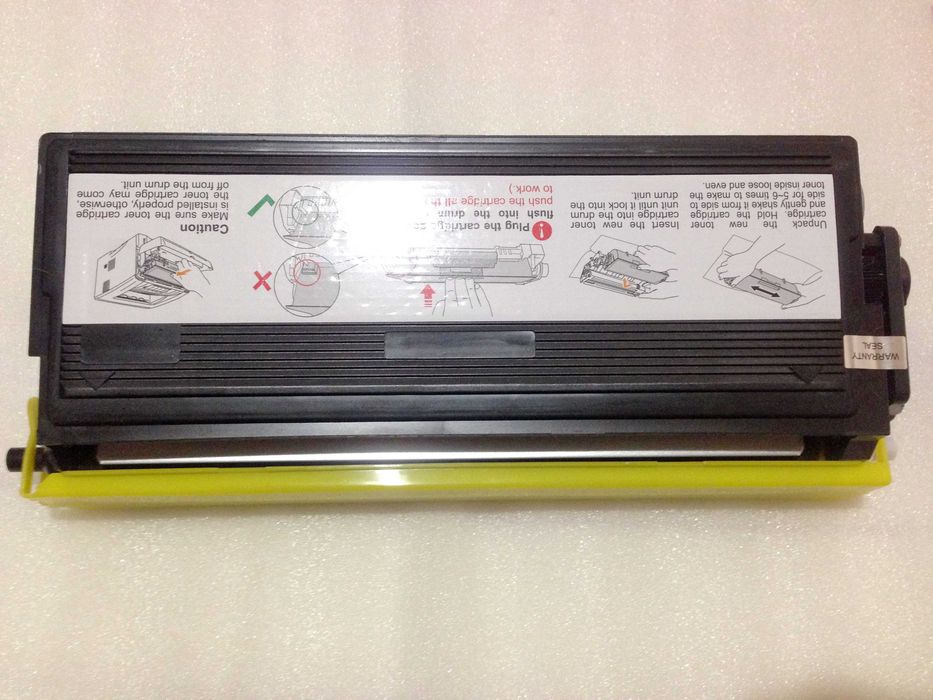 Unpack the new toner
cartridge. Hold the cartridge
and gently shake it from side to
side for 5~6 times to make the
toner inside loose and even.
Insert the new toner
cartridge into the drum
unit until it lock into the
drum unit.
Plug the cartridge
flush into the drum
push the cartridge all
to work.)
Caution
Make sure the toner cartridge
is installed, properly, otherwise,
the toner cartridge may come
off from the drum unit.
WARRANTY
SEAL